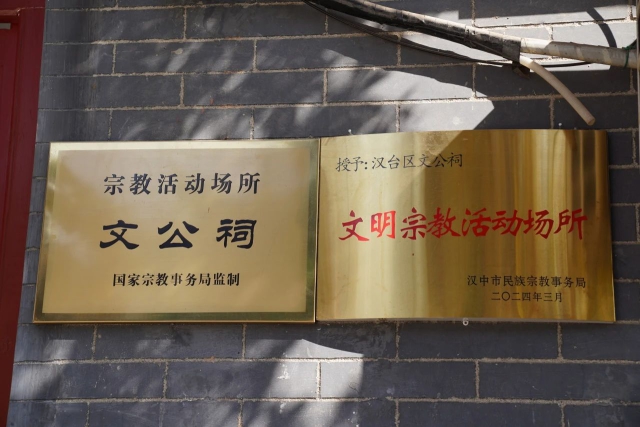 宗教活动场所
文公祠
国家宗教事务局监制
授予:汉台区文公祠
文明宗教活动场所
汉中市民族宗教事务局
二〇二四年三月